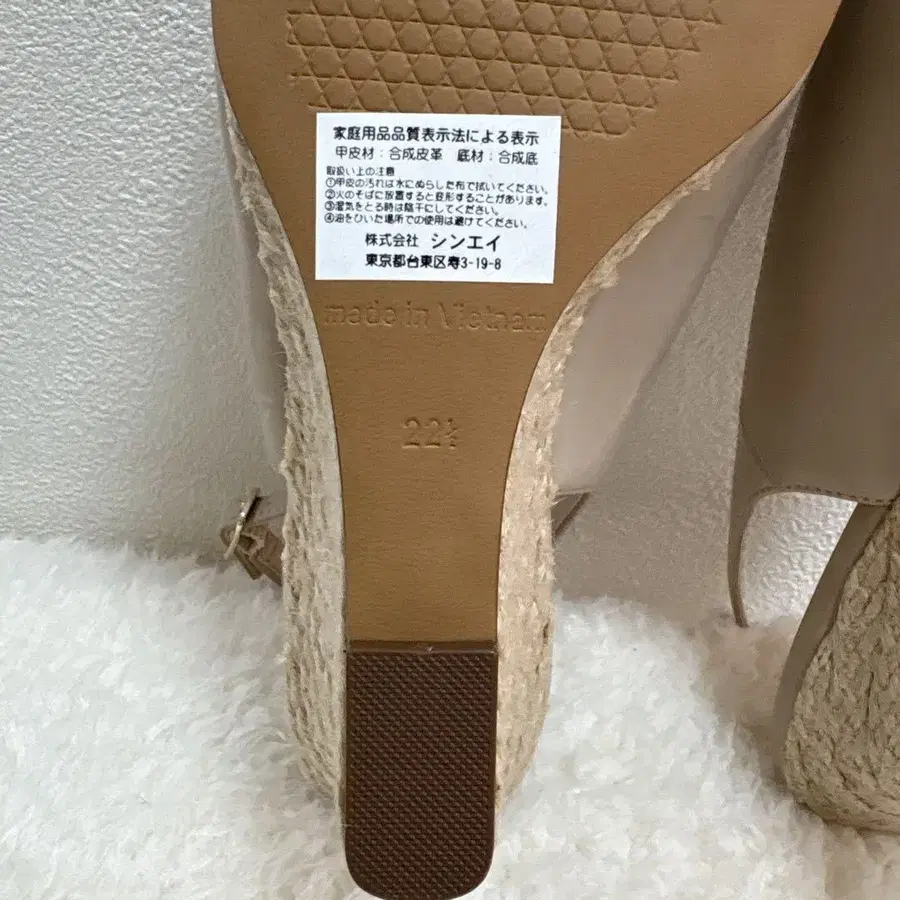 家庭用品品質表示法による表示
甲皮材：合成皮革　底材：合成底
取扱い上の注意
①甲皮の汚れは水にぬらした布で拭いてください。
②火のそばに放置すると変形することがあります。
③湿気をとる時は陰干にしてください。
④油をひいた場所での使用は避けてください。
株式会社 シンエイ
東京都台東区寿3-19-8
made in Vietnam
22½